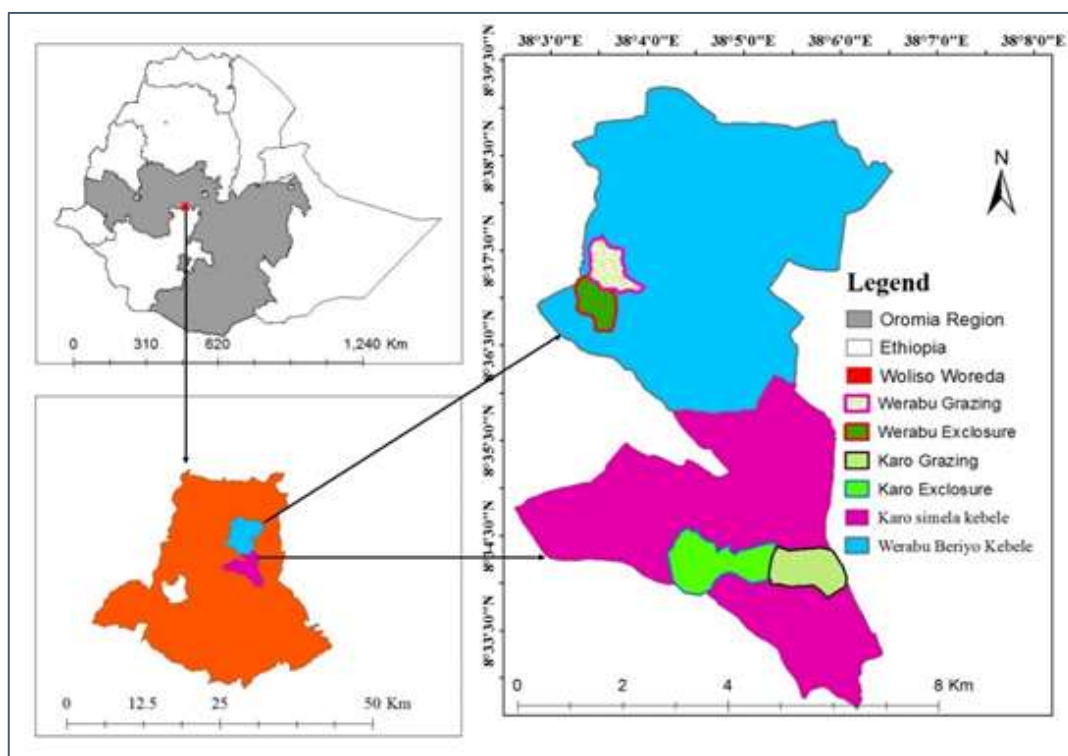 38°3'0"E 38°4'0"E 38°5'0"E 38°6'0"E 38°7'0"E 38°8'0"E
8°39'0"N
8°38'30"N
8°37'30"N
8°36'30"N
8°35'30"N
8°34'30"N
8°33'30"N
N
0 310 620 1,240 Km
0 12.5 25 50 Km
Legend
Oromia Region
Ethiopia
Woliso Woreda
Werabu Grazing
Werabu Exclosure
Karo Grazing
Karo Exclosure
Karo simela kebele
Werabu Beriyo Kebele
0 2 4 8 Km